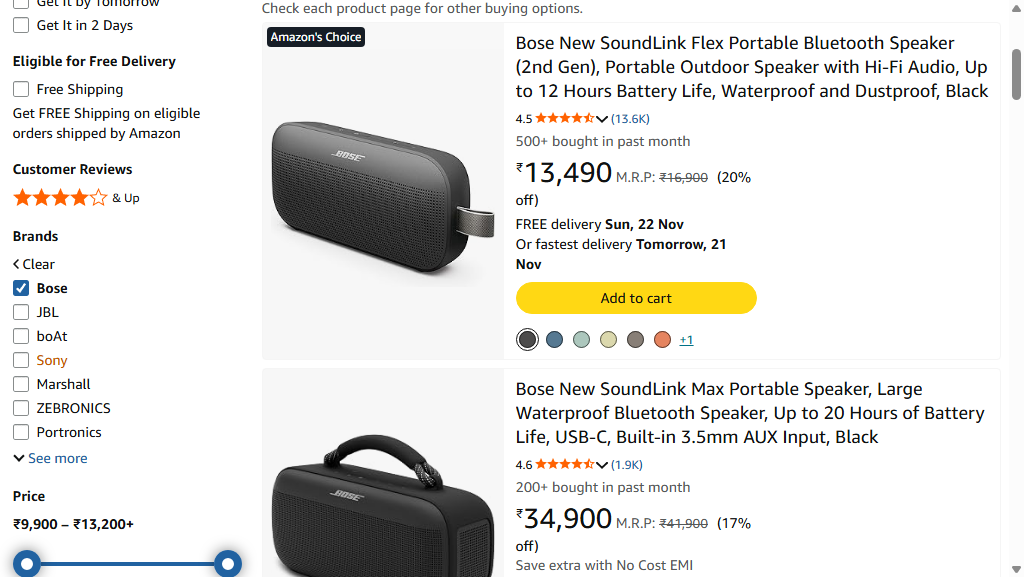 Get It by Tomorrow
Get It in 2 Days
Eligible for Free Delivery
Free Shipping
Get FREE Shipping on eligible
orders shipped by Amazon
Customer Reviews
& Up
Brands
Clear
Bose
JBL
boAt
Sony
Marshall
ZEBRONICS
Portronics
See more
Price
₹9,900 – ₹13,200+
Check each product page for other buying options.
Amazon's Choice
BOSE
Bose New SoundLink Flex Portable Bluetooth Speaker
(2nd Gen), Portable Outdoor Speaker with Hi-Fi Audio, Up
to 12 Hours Battery Life, Waterproof and Dustproof, Black
4.5 (13.6K)
500+ bought in past month
₹13,490 M.R.P: ₹16,900 (20%
off)
FREE delivery Sun, 22 Nov
Or fastest delivery Tomorrow, 21
Nov
Add to cart
+1
BOSE
Bose New SoundLink Max Portable Speaker, Large
Waterproof Bluetooth Speaker, Up to 20 Hours of Battery
Life, USB-C, Built-in 3.5mm AUX Input, Black
4.6 (1.9K)
200+ bought in past month
₹34,900 M.R.P: ₹41,900 (17%
off)
Save extra with No Cost EMI